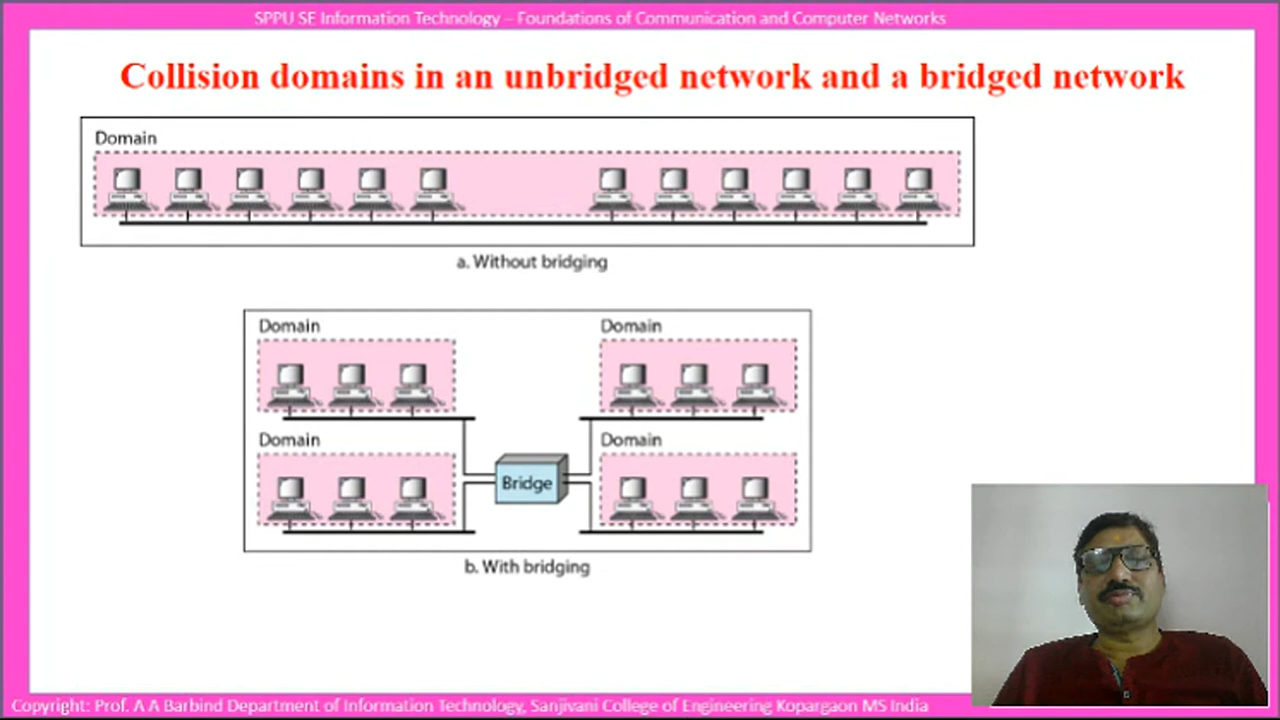 SPPU SE Information Technology – Foundations of Communication and Computer Networks
Collision domains in an unbridged network and a bridged network
Domain
a. Without bridging
Domain Domain
Domain Domain
Bridge
b. With bridging
Copyright: Prof. A A Barbind Department of Information Technology, Sanjivani College of Engineering Kopargaon MS India